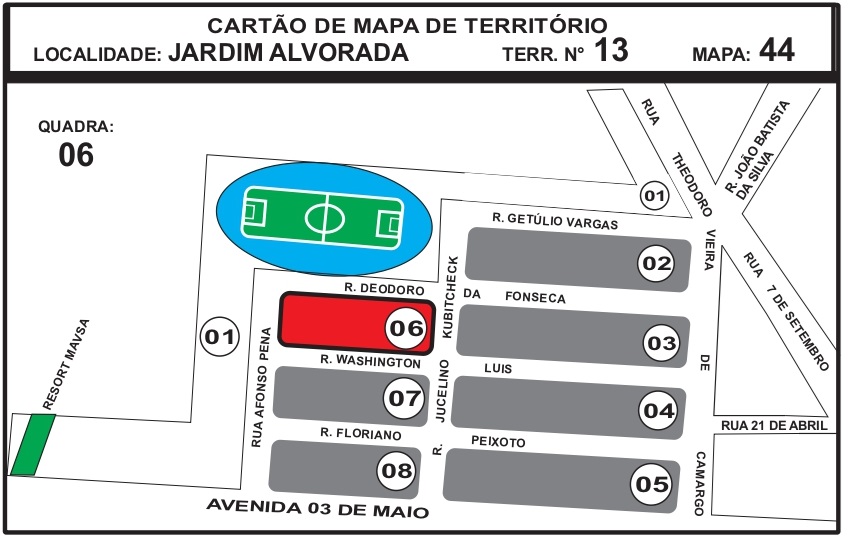 CARTÃO DE MAPA DE TERRITÓRIO
LOCALIDADE: JARDIM ALVORADA TERR. Nº 13 MAPA: 44
QUADRA:
06
RUA THEODORO VIEIRA DE CAMARGO
R. JOÃO BATISTA
DA SILVA
01
R. GETÚLIO VARGAS
02
RUA 7 DE SETEMBRO
R. DEODORO DA FONSECA
R. JUCELINO KUBITCHECK
01
06
03
RUA AFONSO PENA
RESORT MAVSA
R. WASHINGTON LUIS
07
04
RUA 21 DE ABRIL
R. FLORIANO PEIXOTO
08
05
AVENIDA 03 DE MAIO